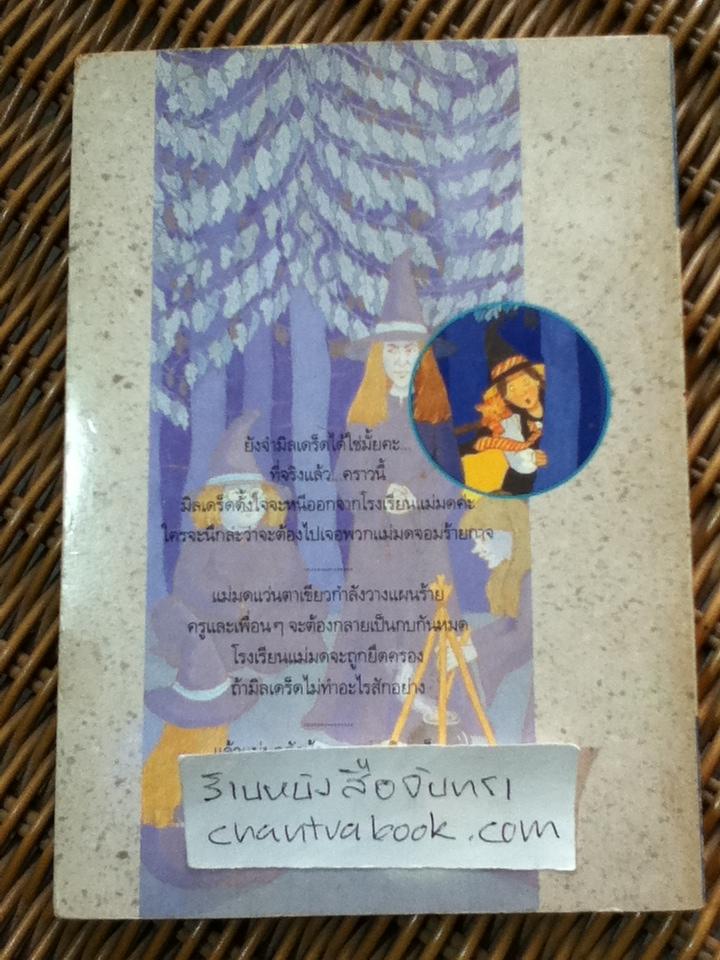 ยังจำมิลเดร็ดได้ใช่มั้ยคะ...
ที่จริงแล้ว...คราวนี้
มิลเดร็ดตั้งใจจะหนีออกจากโรงเรียนแม่มดค่ะ
ใครจะนึกล่ะว่าจะต้องไปเจอพวกแม่มดจอมร้ายกาจ
แม่มดแว่นตาเขียวกำลังวางแผนร้าย
ครูและเพื่อน ๆ จะต้องกลายเป็นกบกันหมด
โรงเรียนแม่มดจะถูกยึดครอง
ถ้ามิลเดร็ดไม่ทำอะไรสักอย่าง
ร้านหนังสือจันทรา
chantrabook.com